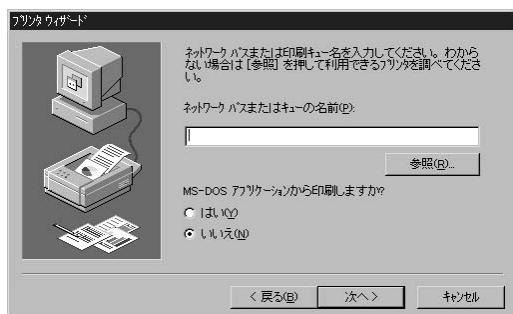 プリンタ ウィザード
ネットワーク パスまたは印刷キュー名を入力してください。わから
ない場合は [参照] を押して利用できるプリンタを調べてくださ
い。
ネットワーク パスまたはキューの名前(P):
参照(R)...
MS-DOS アプリケーションから印刷しますか?
はい(Y)
いいえ(N)
< 戻る(B)
次へ >
キャンセル